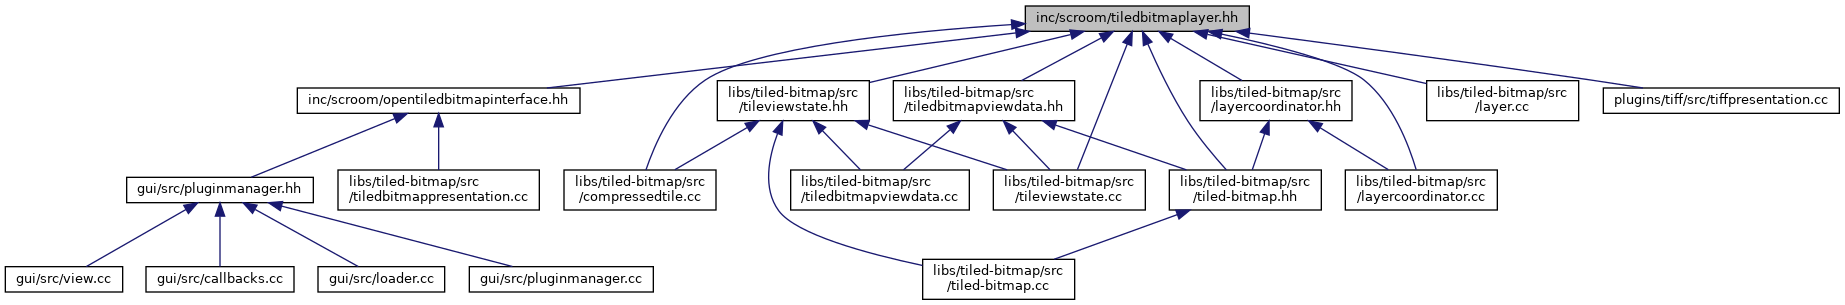 inc/scroom/tiledbitmaplayer.hh
inc/scroom/opentiledbitmapinterface.hh
libs/tiled-bitmap/src
/tileviewstate.hh
libs/tiled-bitmap/src
/tiledbitmapviewdata.hh
libs/tiled-bitmap/src
/layercoordinator.hh
libs/tiled-bitmap/src
/layer.cc
plugins/tiff/src/tiffpresentation.cc
gui/src/pluginmanager.hh
libs/tiled-bitmap/src
/tiledbitmappresentation.cc
libs/tiled-bitmap/src
/compressedtile.cc
libs/tiled-bitmap/src
/tiledbitmapviewdata.cc
libs/tiled-bitmap/src
/tileviewstate.cc
libs/tiled-bitmap/src
/tiled-bitmap.hh
libs/tiled-bitmap/src
/layercoordinator.cc
gui/src/view.cc
gui/src/callbacks.cc
gui/src/loader.cc
gui/src/pluginmanager.cc
libs/tiled-bitmap/src
/tiled-bitmap.cc